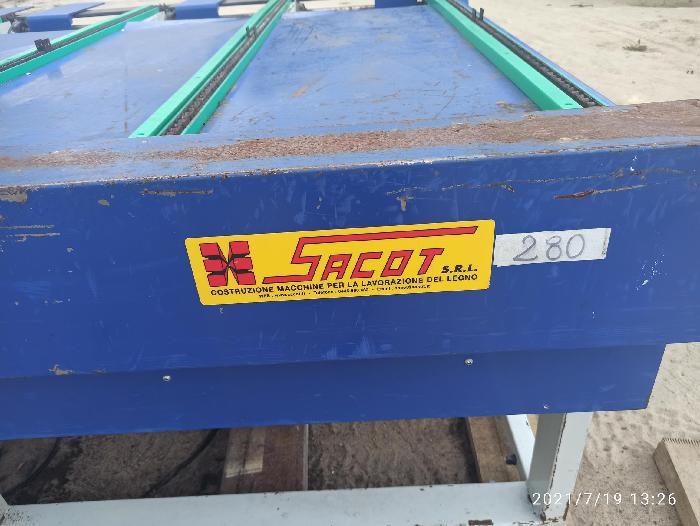 SACOT S.R.L.
COSTRUZIONE MACCHINE PER LA LAVORAZIONE DEL LEGNO
280
2021/7/19 13:26